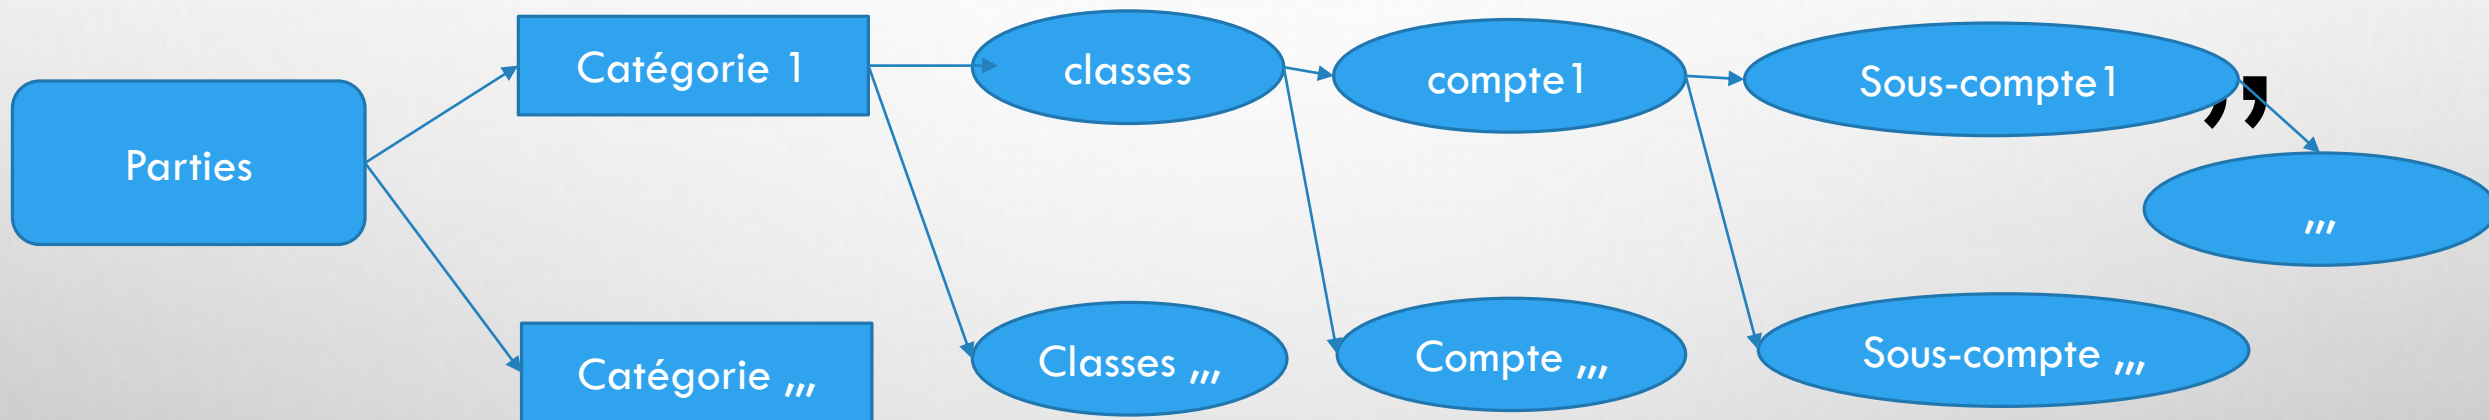 Parties
Catégorie 1
classes
compte1
Sous-compte1
,,
,,,
Catégorie ,,,
Classes ,,,
Compte ,,,
Sous-compte ,,,